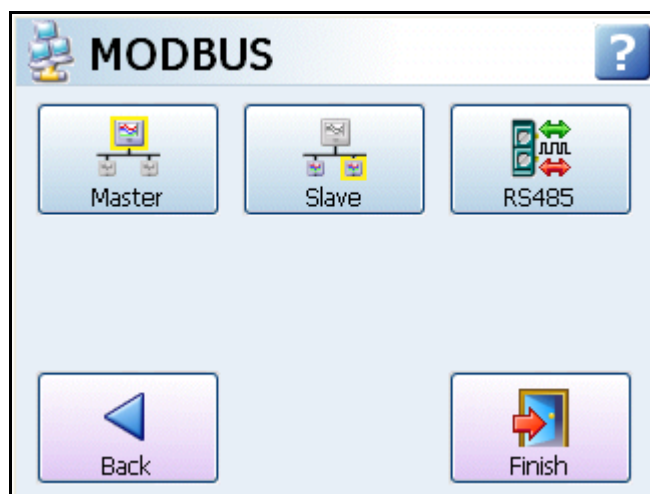 MODBUS
?
Master
Slave
RS485
Back
Finish